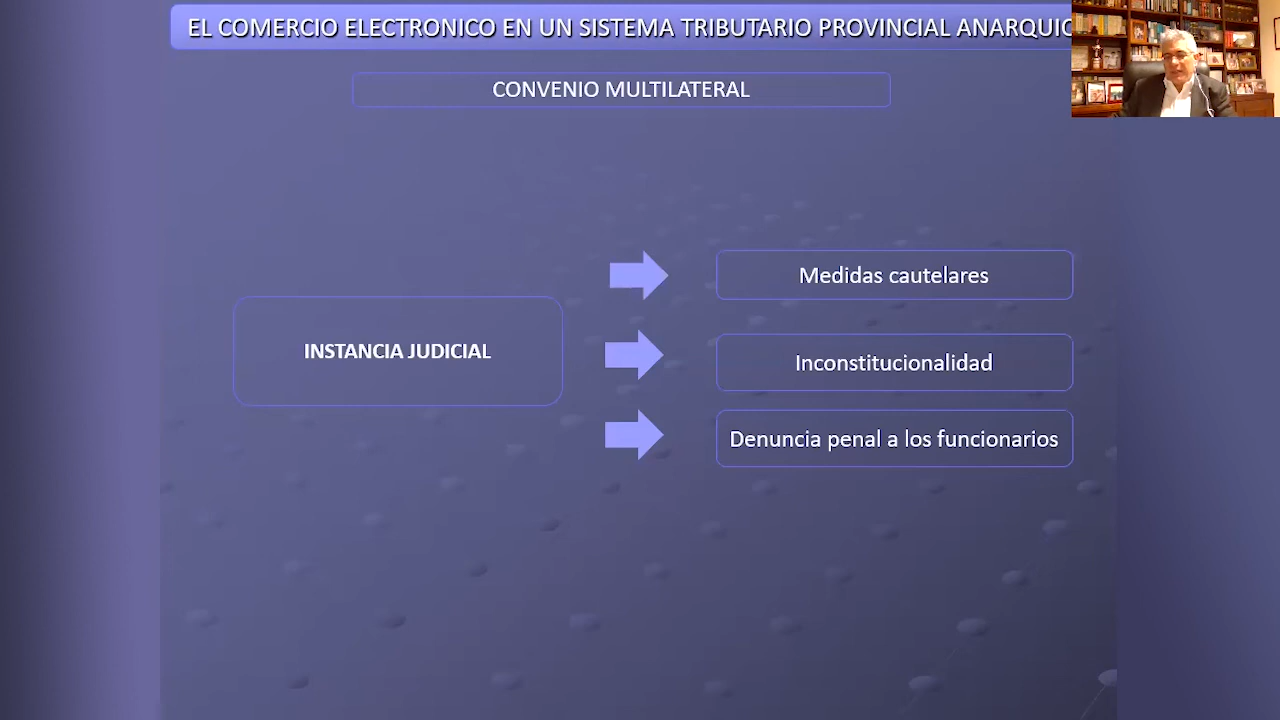 EL COMERCIO ELECTRONICO EN UN SISTEMA TRIBUTARIO PROVINCIAL ANARQUIC
CONVENIO MULTILATERAL
INSTANCIA JUDICIAL
Medidas cautelares
Inconstitucionalidad
Denuncia penal a los funcionarios